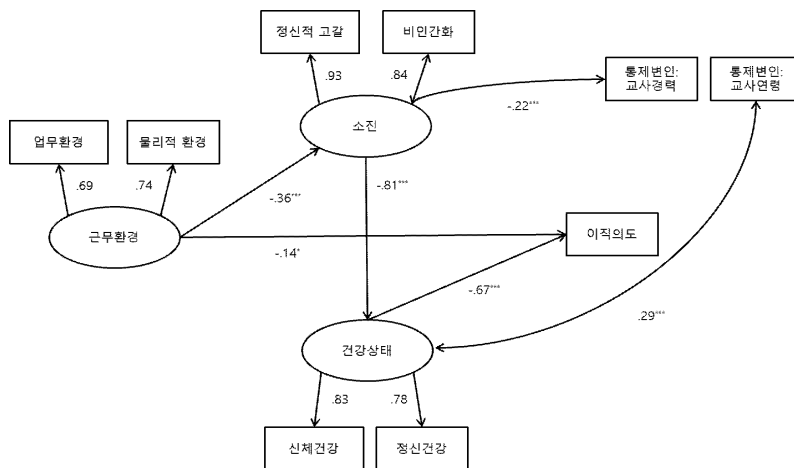 정신적 고갈
비인간화
.93
.84
통제변인:
교사경력
통제변인:
교사연령
-.22***
소진
업무환경
물리적 환경
.69
.74
-.36***
-.81***
근무환경
이직의도
-.14*
-.67***
.29***
건강상태
.83
.78
신체건강
정신건강